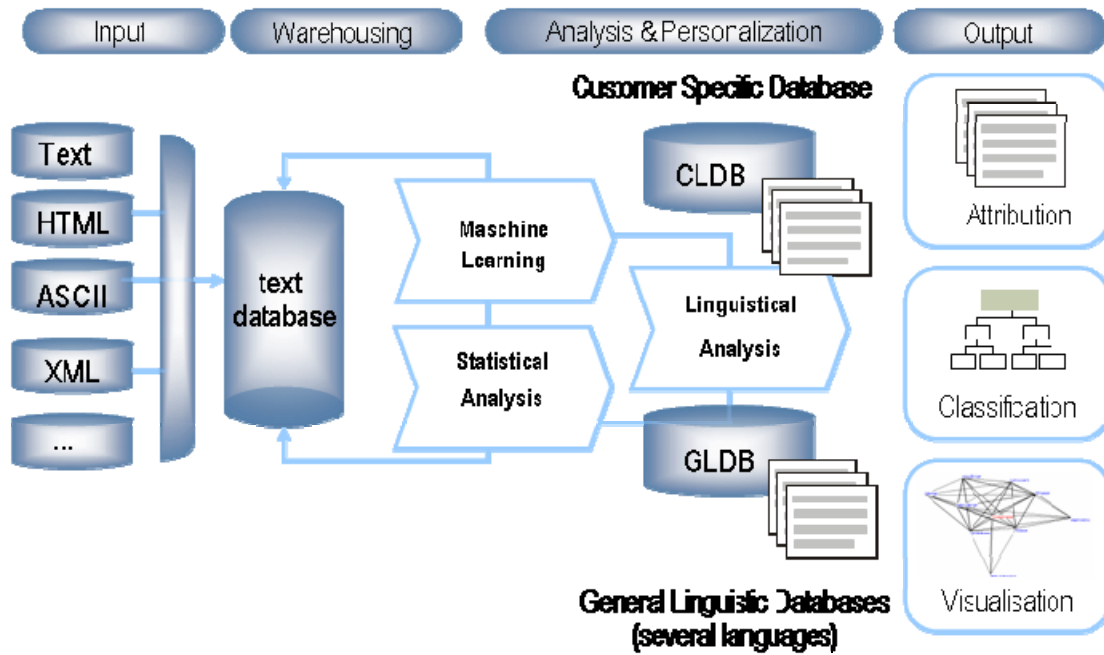 Input
Warehousing
Analysis & Personalization
Output
Cusomer Specific Database
Text
HTML
ASCII
XML
...
text
database
Maschine
Learning
Statistical
Analysis
Linguistical
Analysis
CLDB
GLDB
General Linguistic Databases
(several languages)
Attribution
Classification
Visualisation